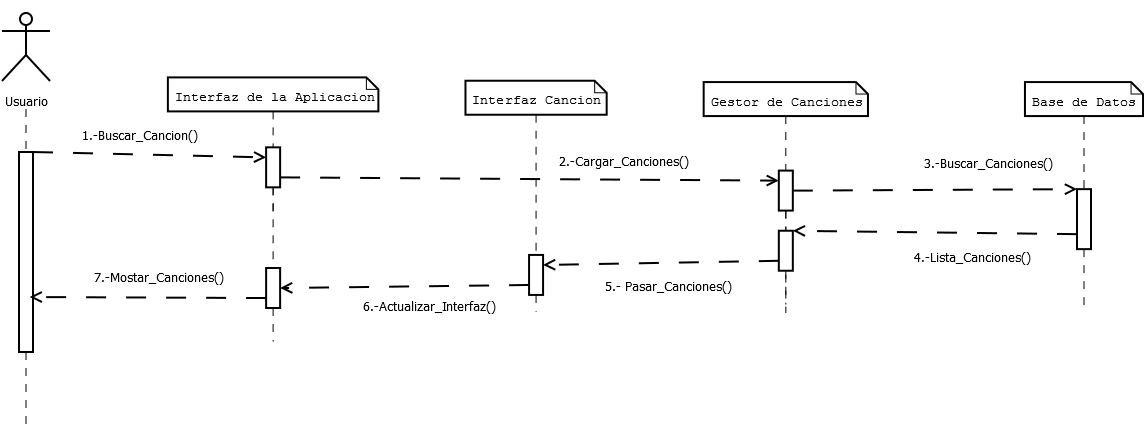 Usuario
Interfaz de la Aplicacion
Interfaz Cancion
Gestor de Canciones
Base de Datos
1.-Buscar_Cancion()
2.-Cargar_Canciones()
3.-Buscar_Canciones()
4.-Lista_Canciones()
5.- Pasar_Canciones()
6.-Actualizar_Interfaz()
7.-Mostar_Canciones()